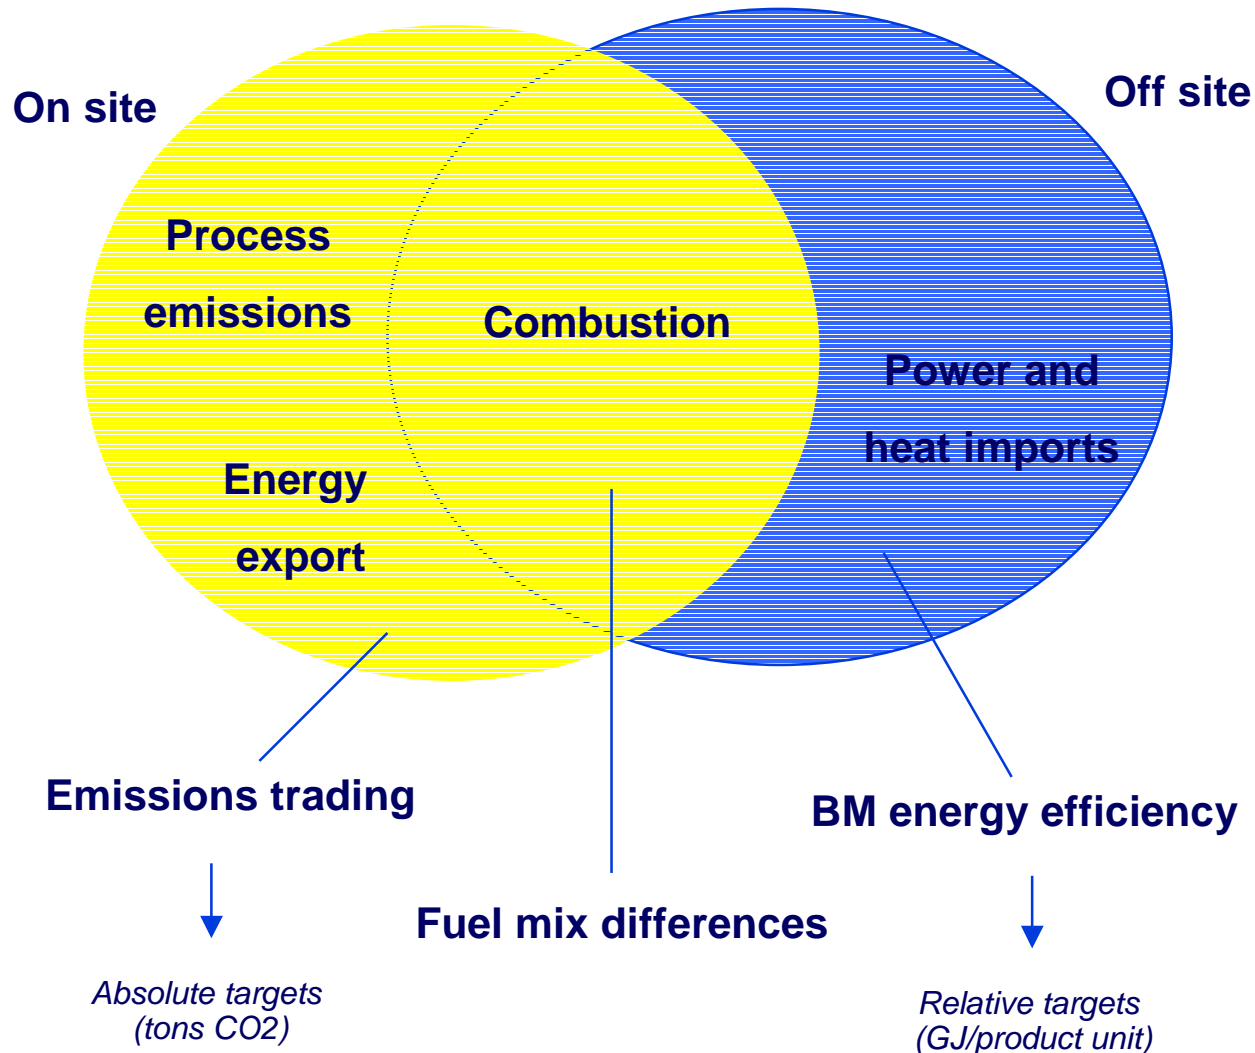 On site
Off site
Process
emissions
Combustion
Power and
heat imports
Energy
export
Emissions trading
BM energy efficiency
Fuel mix differences
Absolute targets
(tons CO2)
Relative targets
(GJ/product unit)